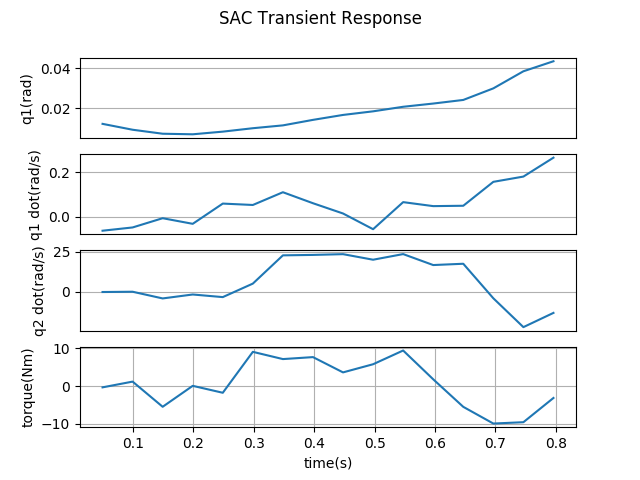 SAC Transient Response
q1(rad)
0.04
0.02
q1 dot(rad/s)
0.2
0.0
q2 dot(rad/s)
25
0
torque(Nm)
10
0
−10
0.1 0.2 0.3 0.4 0.5 0.6 0.7 0.8
time(s)